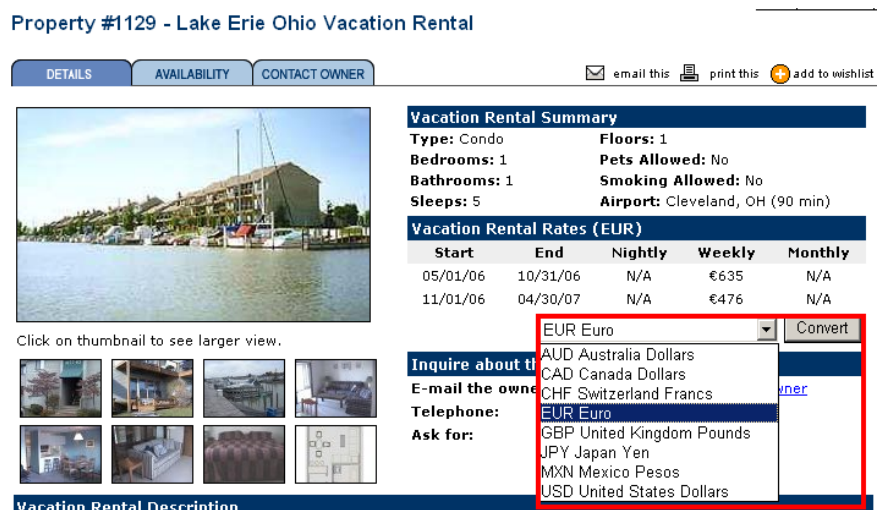 Property #1129 - Lake Erie Ohio Vacation Rental
DETAILS AVAILABILITY CONTACT OWNER email this print this add to wishlist
Vacation Rental Summary
Type: Condo Floors: 1
Bedrooms: 1 Pets Allowed: No
Bathrooms: 1 Smoking Allowed: No
Sleeps: 5 Airport: Cleveland, OH (90 min)
Vacation Rental Rates (EUR)
Start End Nightly Weekly Monthly
05/01/06 10/31/06 N/A €635 N/A
11/01/06 04/30/07 N/A €476 N/A
EUR Euro Convert
Click on thumbnail to see larger view.
AUD Australia Dollars
CAD Canada Dollars
CHF Switzerland Francs
EUR Euro
GBP United Kingdom Pounds
JPY Japan Yen
MXN Mexico Pesos
USD United States Dollars
Inquire about th
E-mail the owne wner
Telephone:
Ask for:
Vacation Rental Description